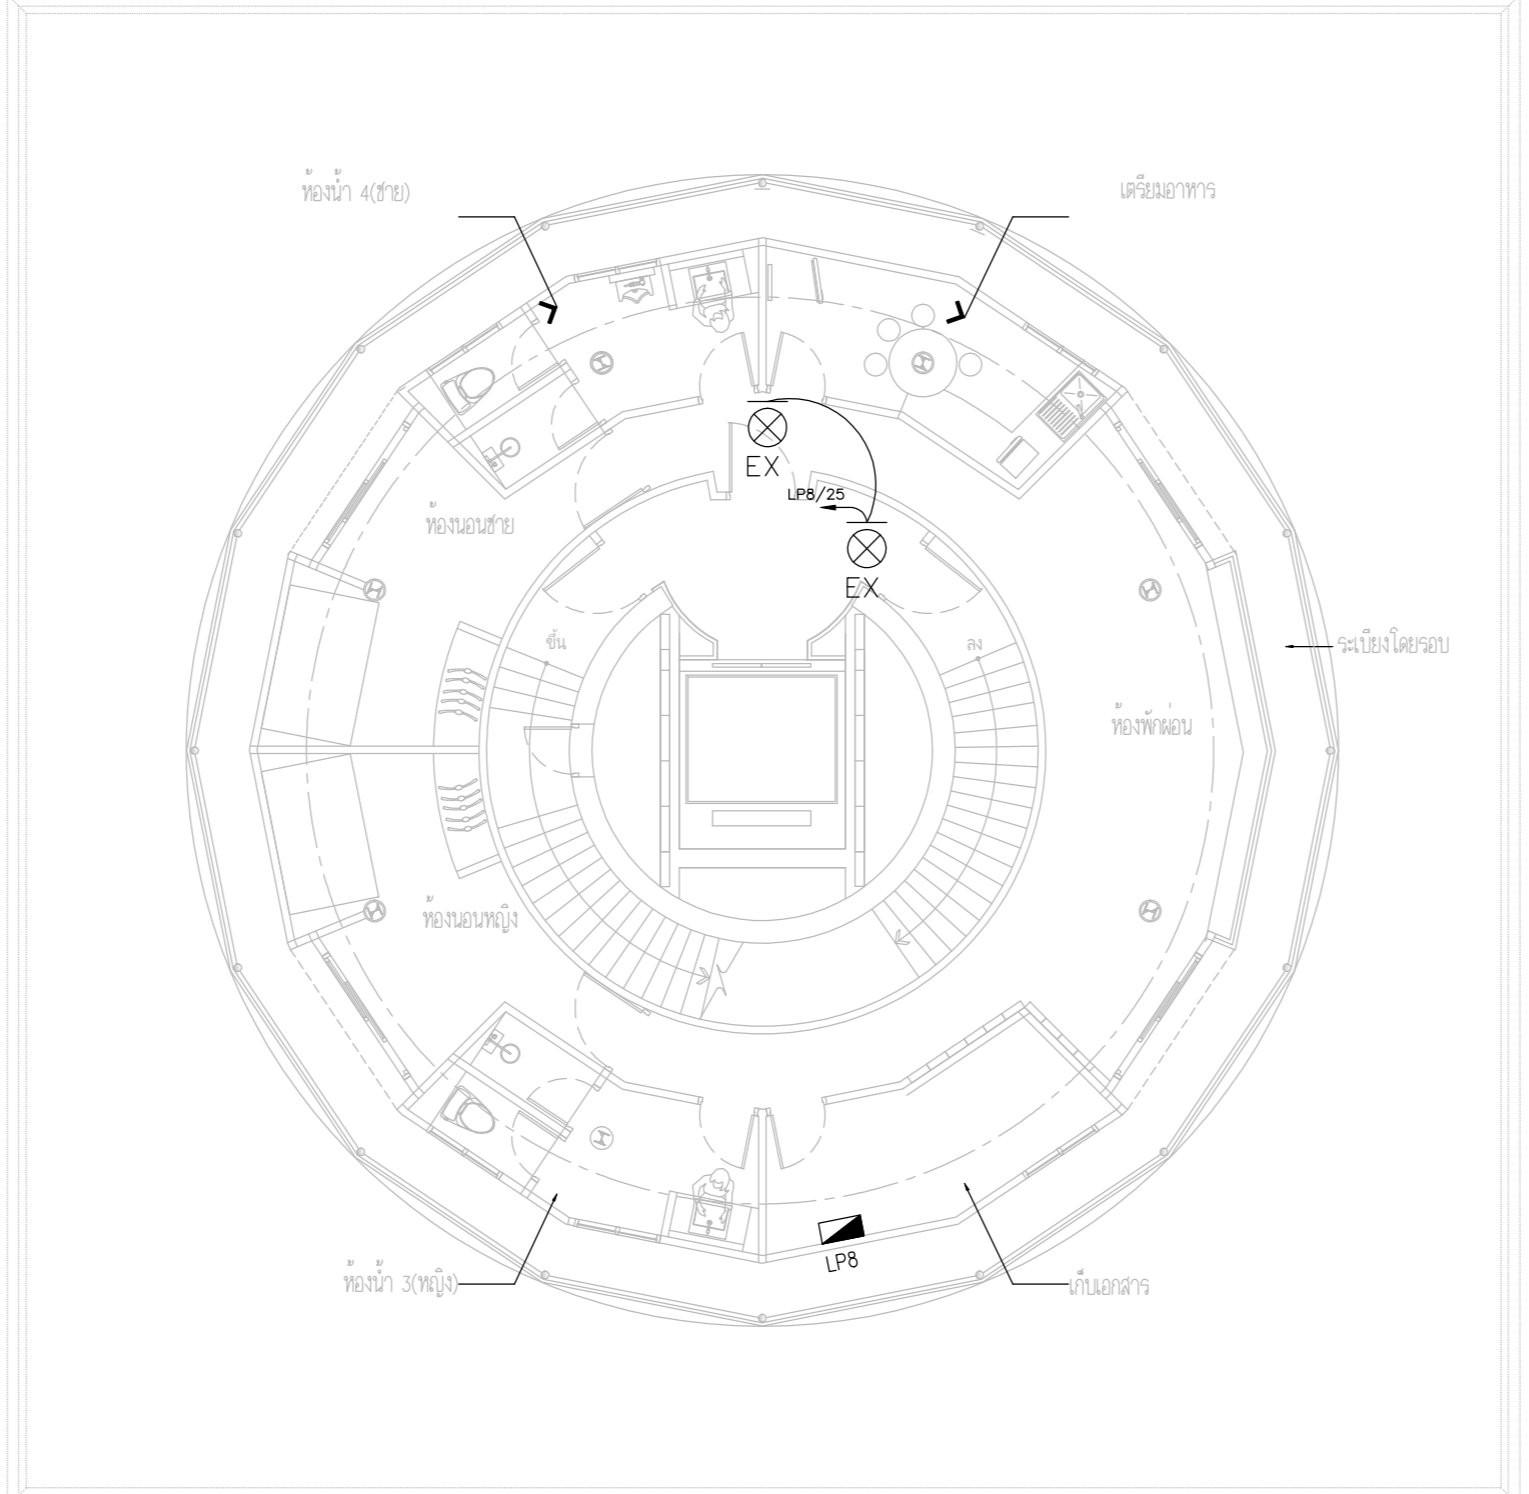 ห้องน้ำ 4(ชาย)
เตรียมอาหาร
EX
LP8/25
ห้องนอนชาย
EX
ขึ้น
ลง
ระเบียงโดยรอบ
ห้องพักผ่อน
ห้องนอนหญิง
LP8
ห้องน้ำ 3(หญิง)
เก็บเอกสาร